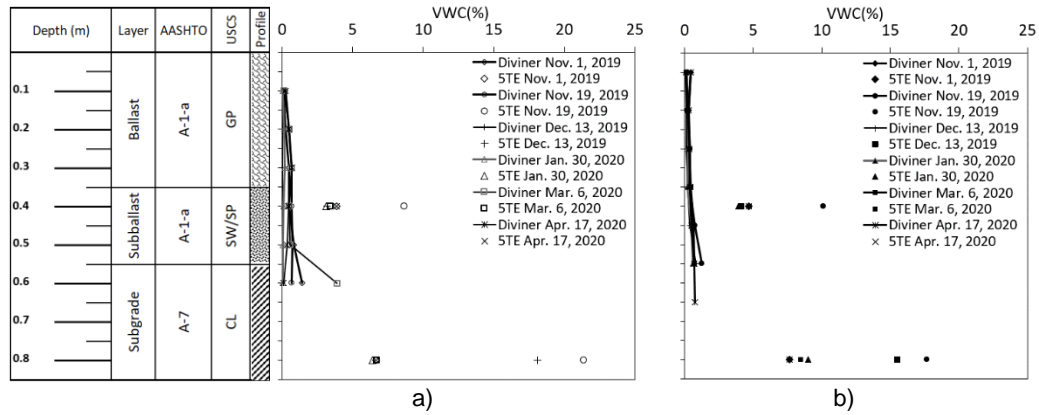 Depth (m) Layer AASHTO USCS Profile
0.1
0.2
0.3
0.4
0.5
0.6
0.7
0.8
Ballast A-1-a GP
Subballast A-1-a SW/SP
Subgrade A-7 CL
VWC(%)
0 5 10 15 20 25
Diviner Nov. 1, 2019
5TE Nov. 1, 2019
Diviner Nov. 19, 2019
5TE Nov. 19, 2019
Diviner Dec. 13, 2019
5TE Dec. 13, 2019
Diviner Jan. 30, 2020
5TE Jan. 30, 2020
Diviner Mar. 6, 2020
5TE Mar. 6, 2020
Diviner Apr. 17, 2020
5TE Apr. 17, 2020
a)
VWC(%)
0 5 10 15 20 25
Diviner Nov. 1, 2019
5TE Nov. 1, 2019
Diviner Nov. 19, 2019
5TE Nov. 19, 2019
Diviner Dec. 13, 2019
5TE Dec. 13, 2019
Diviner Jan. 30, 2020
5TE Jan. 30, 2020
Diviner Mar. 6, 2020
5TE Mar. 6, 2020
Diviner Apr. 17, 2020
5TE Apr. 17, 2020
b)